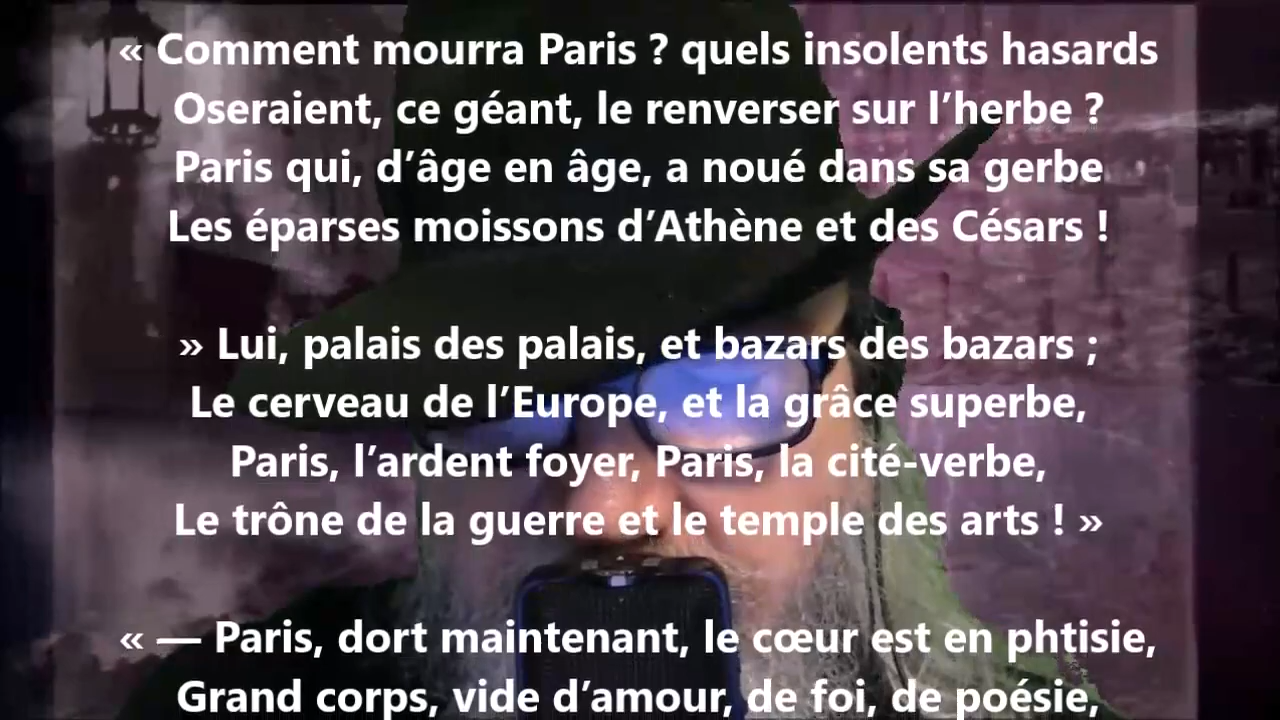 « Comment mourra Paris ? quels insolents hasards
Oseraient, ce géant, le renverser sur l’herbe ?
Paris qui, d’âge en âge, a noué dans sa gerbe
Les éparses moissons d’Athène et des Césars !
» Lui, palais des palais, et bazars des bazars ;
Le cerveau de l’Europe, et la grâce superbe,
Paris, l’ardent foyer, Paris, la cité-verbe,
Le trône de la guerre et le temple des arts ! »
« — Paris, dort maintenant, le cœur est en phtisie,
Grand corps, vide d’amour, de foi, de poésie,